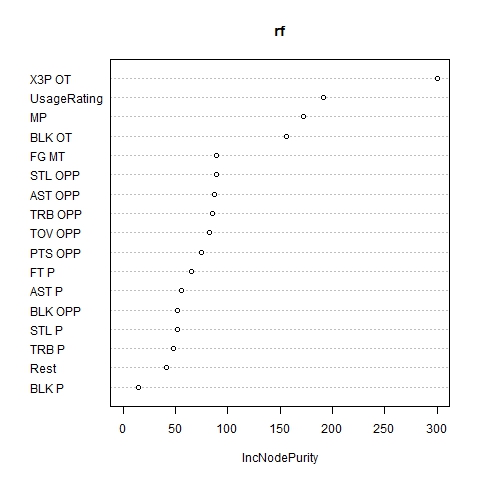 rf
X3P OT
UsageRating
MP
BLK OT
FG MT
STL OPP
AST OPP
TRB OPP
TOV OPP
PTS OPP
FT P
AST P
BLK OPP
STL P
TRB P
Rest
BLK P
0 50 100 150 200 250 300
IncNodePurity